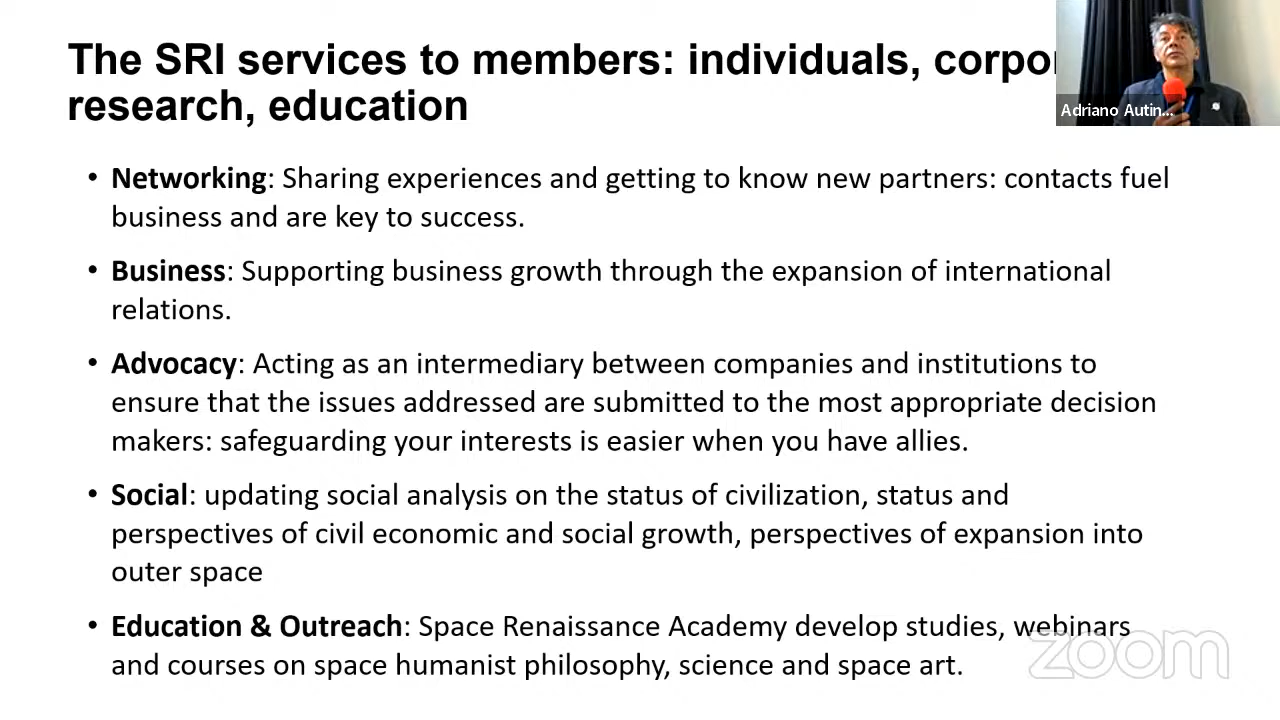 The SRI services to members: individuals, corpor
research, education
Adriano Autin...
• Networking: Sharing experiences and getting to know new partners: contacts fuel
business and are key to success.
• Business: Supporting business growth through the expansion of international
relations.
• Advocacy: Acting as an intermediary between companies and institutions to
ensure that the issues addressed are submitted to the most appropriate decision
makers: safeguarding your interests is easier when you have allies.
• Social: updating social analysis on the status of civilization, status and
perspectives of civil economic and social growth, perspectives of expansion into
outer space
• Education & Outreach: Space Renaissance Academy develop studies, webinars
and courses on space humanist philosophy, science and space art.
zoom